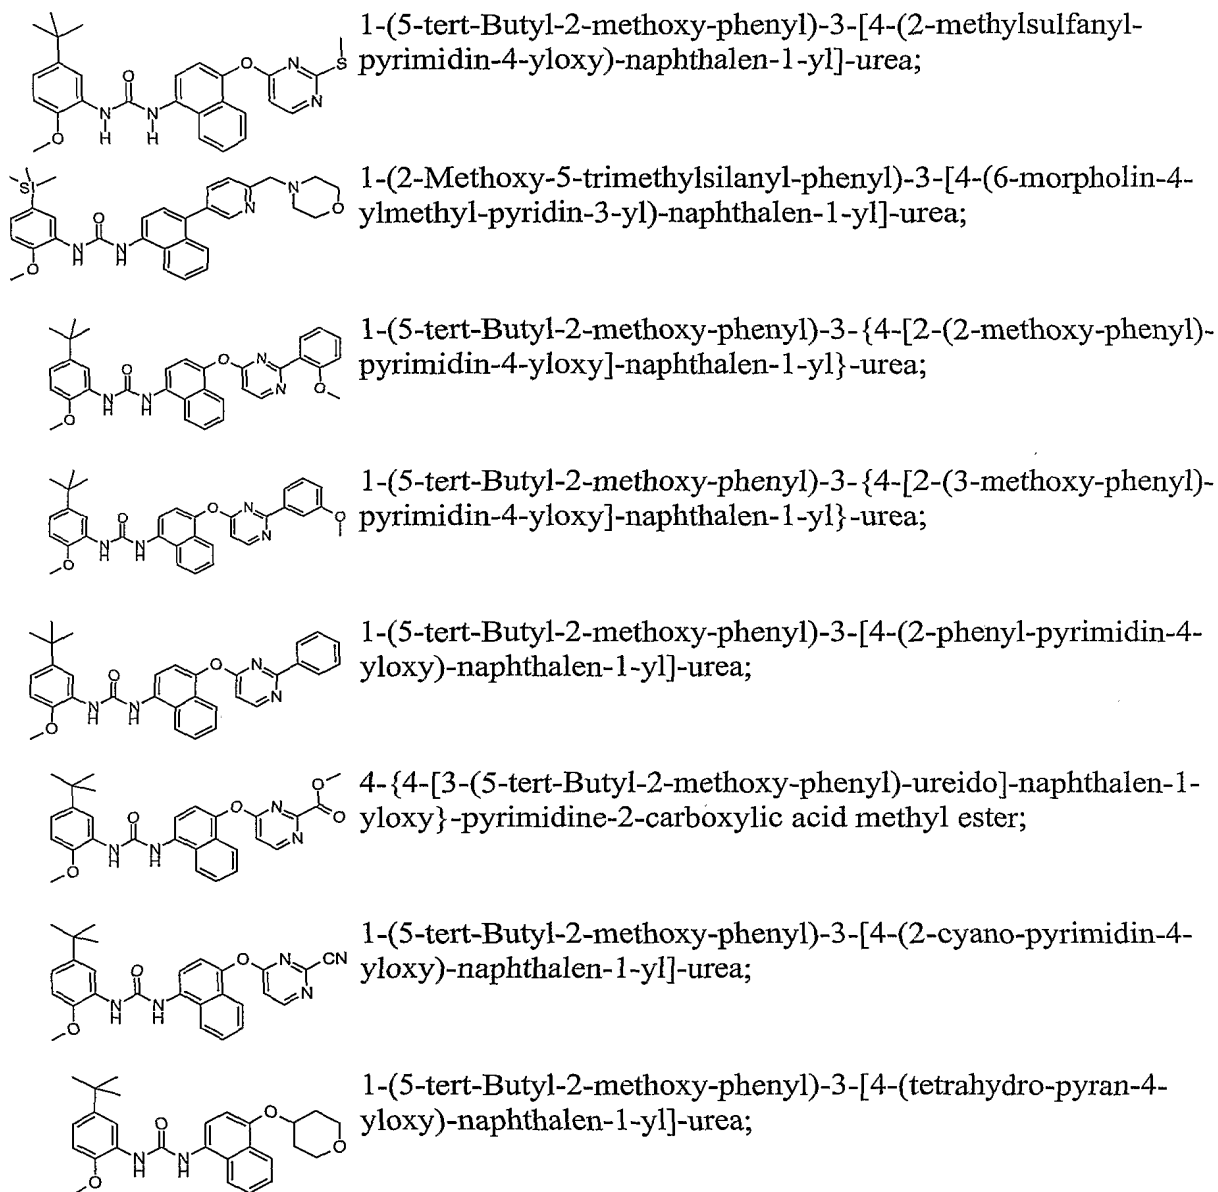 1-(5-tert-Butyl-2-methoxy-phenyl)-3-[4-(2-methylsulfanyl-
pyrimidin-4-yloxy)-naphthalen-1-yl]-urea;
O N S O N N N O H H
1-(2-Methoxy-5-trimethylsilanyl-phenyl)-3-[4-(6-morpholin-4-
ylmethyl-pyridin-3-yl)-naphthalen-1-yl]-urea;
Si N N O O N N O H H
1-(5-tert-Butyl-2-methoxy-phenyl)-3-{4-[2-(2-methoxy-phenyl)-
pyrimidin-4-yloxy]-naphthalen-1-yl}-urea;
O N O N O N N O H H
1-(5-tert-Butyl-2-methoxy-phenyl)-3-{4-[2-(3-methoxy-phenyl)-
pyrimidin-4-yloxy]-naphthalen-1-yl}-urea;
O N O N O N N O H H
1-(5-tert-Butyl-2-methoxy-phenyl)-3-[4-(2-phenyl-pyrimidin-4-
yloxy)-naphthalen-1-yl]-urea;
O N O N N N O H H
4-{4-[3-(5-tert-Butyl-2-methoxy-phenyl)-ureido]-naphthalen-1-
yloxy}-pyrimidine-2-carboxylic acid methyl ester;
O O N O O N N N O H H
1-(5-tert-Butyl-2-methoxy-phenyl)-3-[4-(2-cyano-pyrimidin-4-
yloxy)-naphthalen-1-yl]-urea;
O N CN O N N N O H H
1-(5-tert-Butyl-2-methoxy-phenyl)-3-[4-(tetrahydro-pyran-4-
yloxy)-naphthalen-1-yl]-urea;
O O O N N O H H